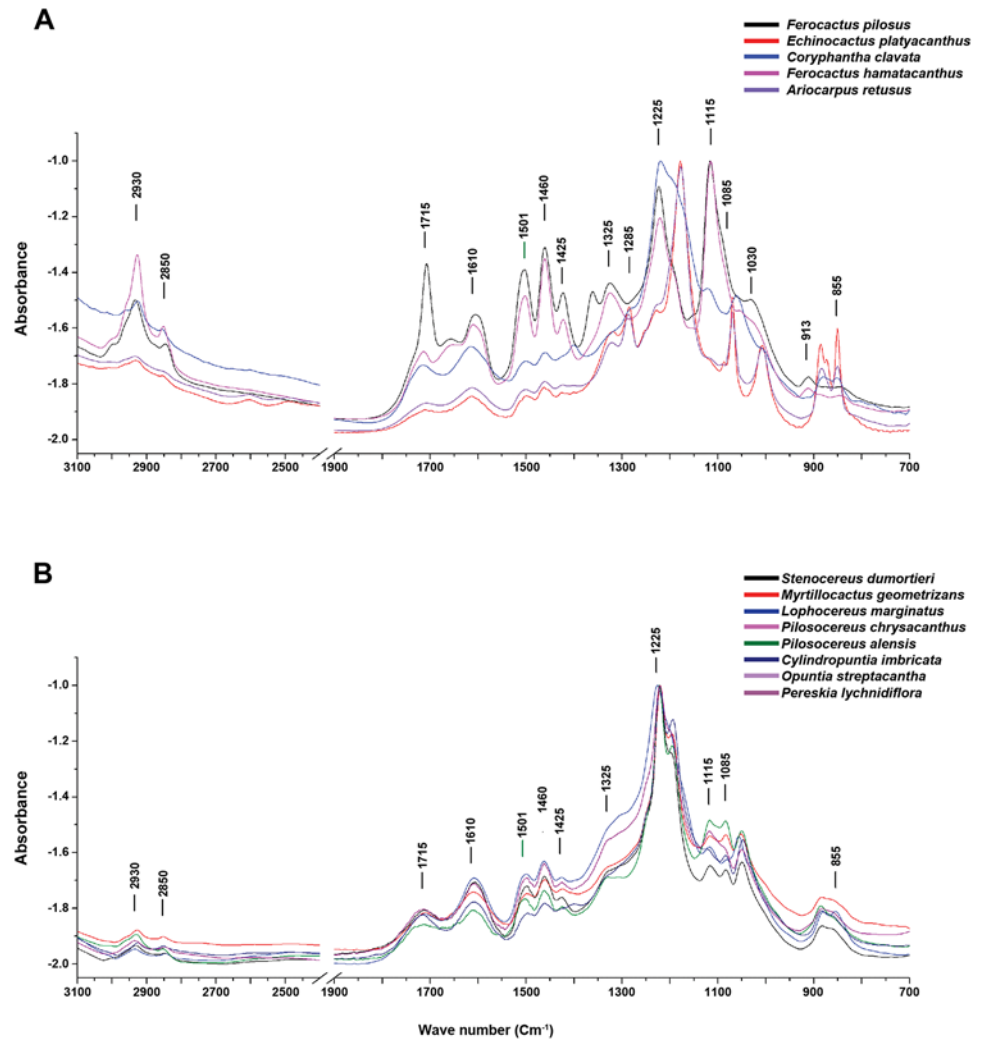 A
Ferocactus pilosus
Echinocactus platyacanthus
Coryphantha clavata
Ferocactus hamatacanthus
Ariocarpus retusus
2930
2850
1715
1610
1501
1460
1425
1325
1285
1225
1115
1085
1030
913
855
Absorbance
-1.0
-1.2
-1.4
-1.6
-1.8
-2.0
3100 2900 2700 2500 1900 1700 1500 1300 1100 900 700
B
Stenocereus dumortieri
Myrtillocactus geometrizans
Lophocereus marginatus
Pilosocereus chrysacanthus
Pilosocereus alensis
Cylindropuntia imbricata
Opuntia streptacantha
Pereskia lychnidiflora
2930
2850
1715
1610
1501
1460
1425
1325
1225
1115
1085
855
Absorbance
-1.0
-1.2
-1.4
-1.6
-1.8
-2.0
3100 2900 2700 2500 1900 1700 1500 1300 1100 900 700
Wave number (Cm⁻¹)